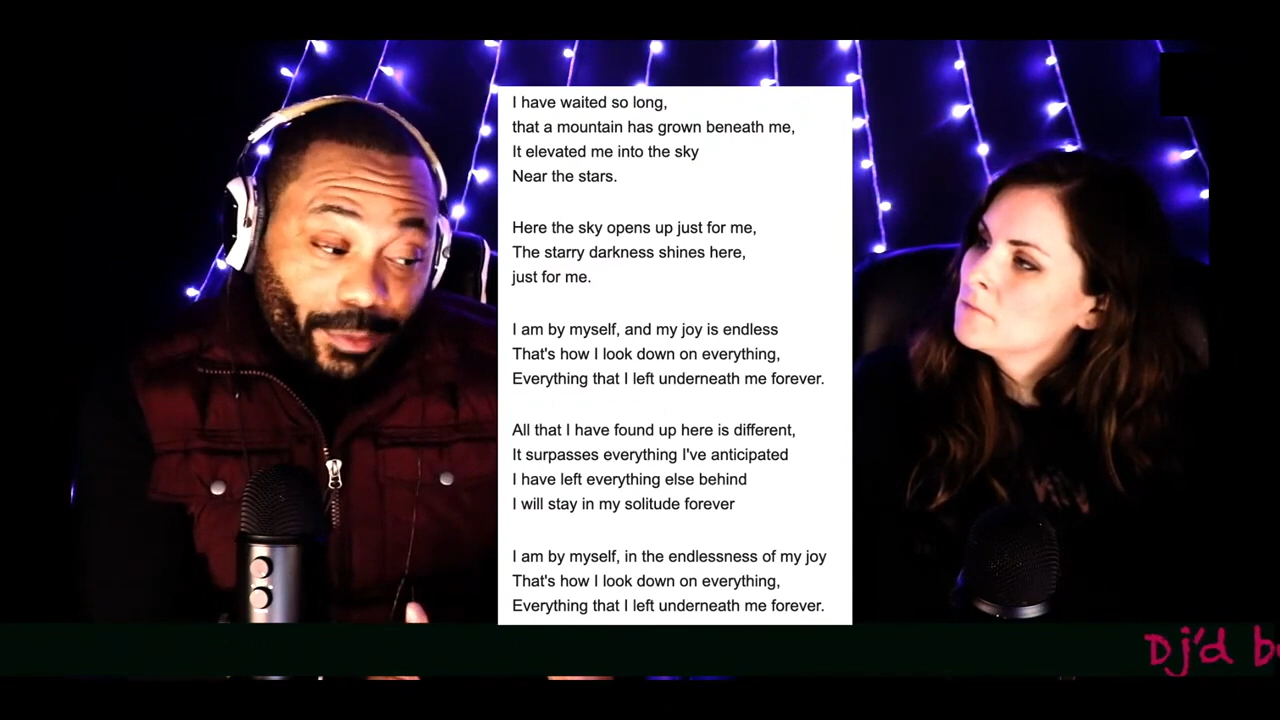 I have waited so long,
that a mountain has grown beneath me,
It elevated me into the sky
Near the stars.
Here the sky opens up just for me,
The starry darkness shines here,
just for me.
I am by myself, and my joy is endless
That's how I look down on everything,
Everything that I left underneath me forever.
All that I have found up here is different,
It surpasses everything I've anticipated
I have left everything else behind
I will stay in my solitude forever
I am by myself, in the endlessness of my joy
That's how I look down on everything,
Everything that I left underneath me forever.
Dj'd